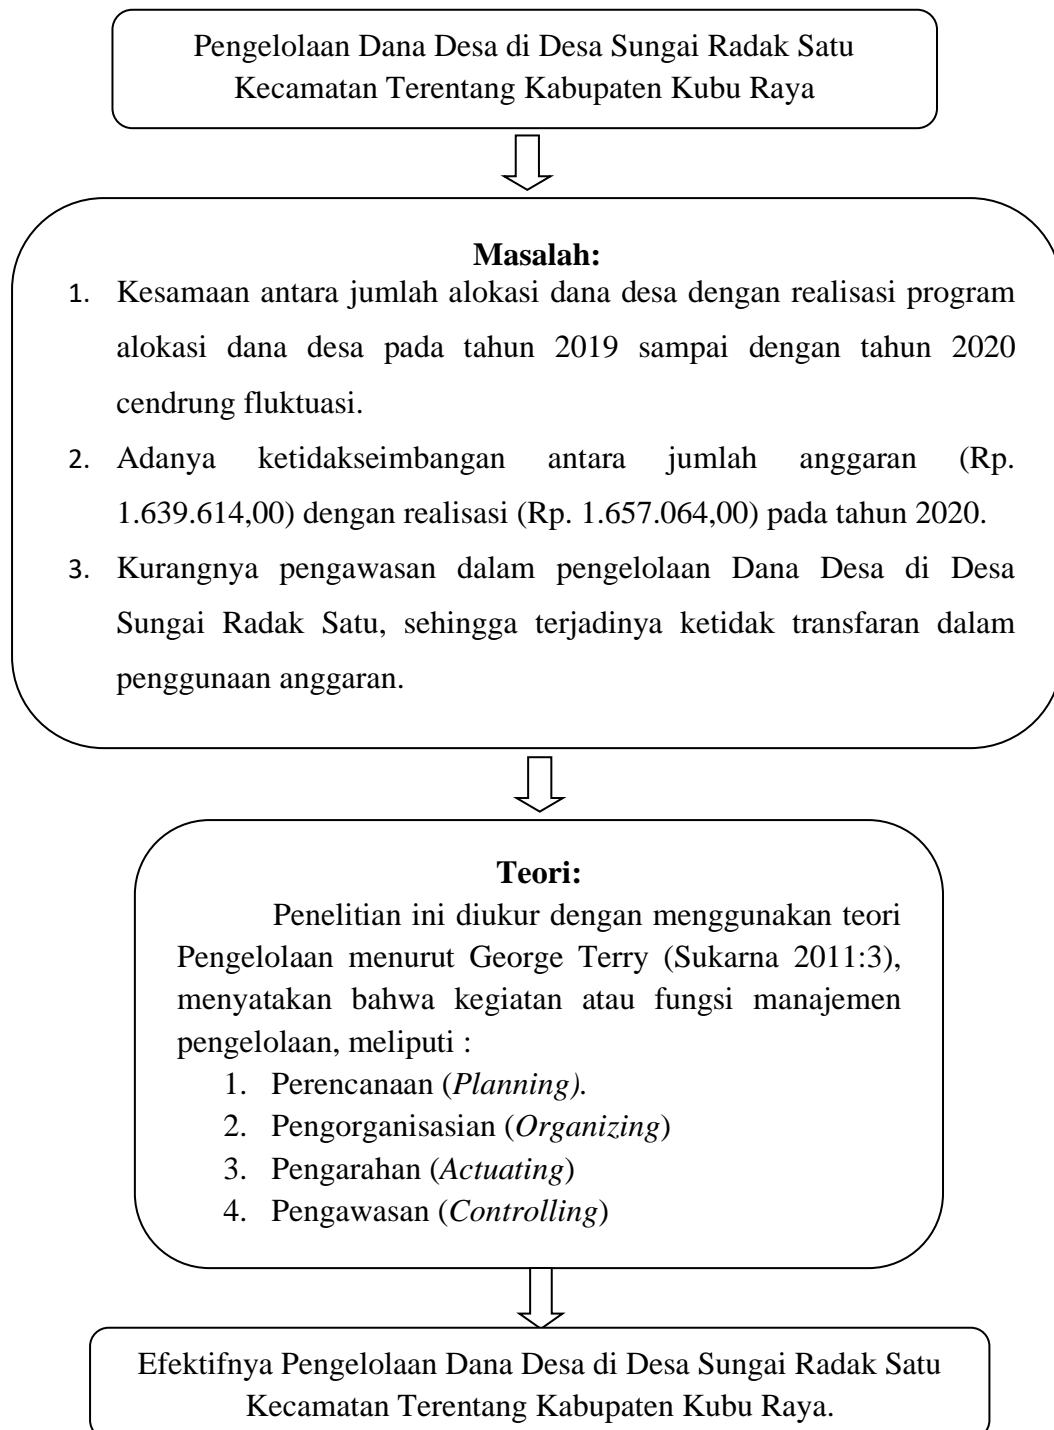 Pengelolaan Dana Desa di Desa Sungai Radak Satu
Kecamatan Terentang Kabupaten Kubu Raya
Masalah:
1. Kesamaan antara jumlah alokasi dana desa dengan realisasi program
alokasi dana desa pada tahun 2019 sampai dengan tahun 2020
cendrung fluktuasi.
2. Adanya ketidakseimbangan antara jumlah anggaran (Rp.
1.639.614,00) dengan realisasi (Rp. 1.657.064,00) pada tahun 2020.
3. Kurangnya pengawasan dalam pengelolaan Dana Desa di Desa
Sungai Radak Satu, sehingga terjadinya ketidak transfaran dalam
penggunaan anggaran.
Teori:
Penelitian ini diukur dengan menggunakan teori
Pengelolaan menurut George Terry (Sukarna 2011:3),
menyatakan bahwa kegiatan atau fungsi manajemen
pengelolaan, meliputi :
1. Perencanaan (Planning).
2. Pengorganisasian (Organizing)
3. Pengarahan (Actuating)
4. Pengawasan (Controlling)
Efektifnya Pengelolaan Dana Desa di Desa Sungai Radak Satu
Kecamatan Terentang Kabupaten Kubu Raya.